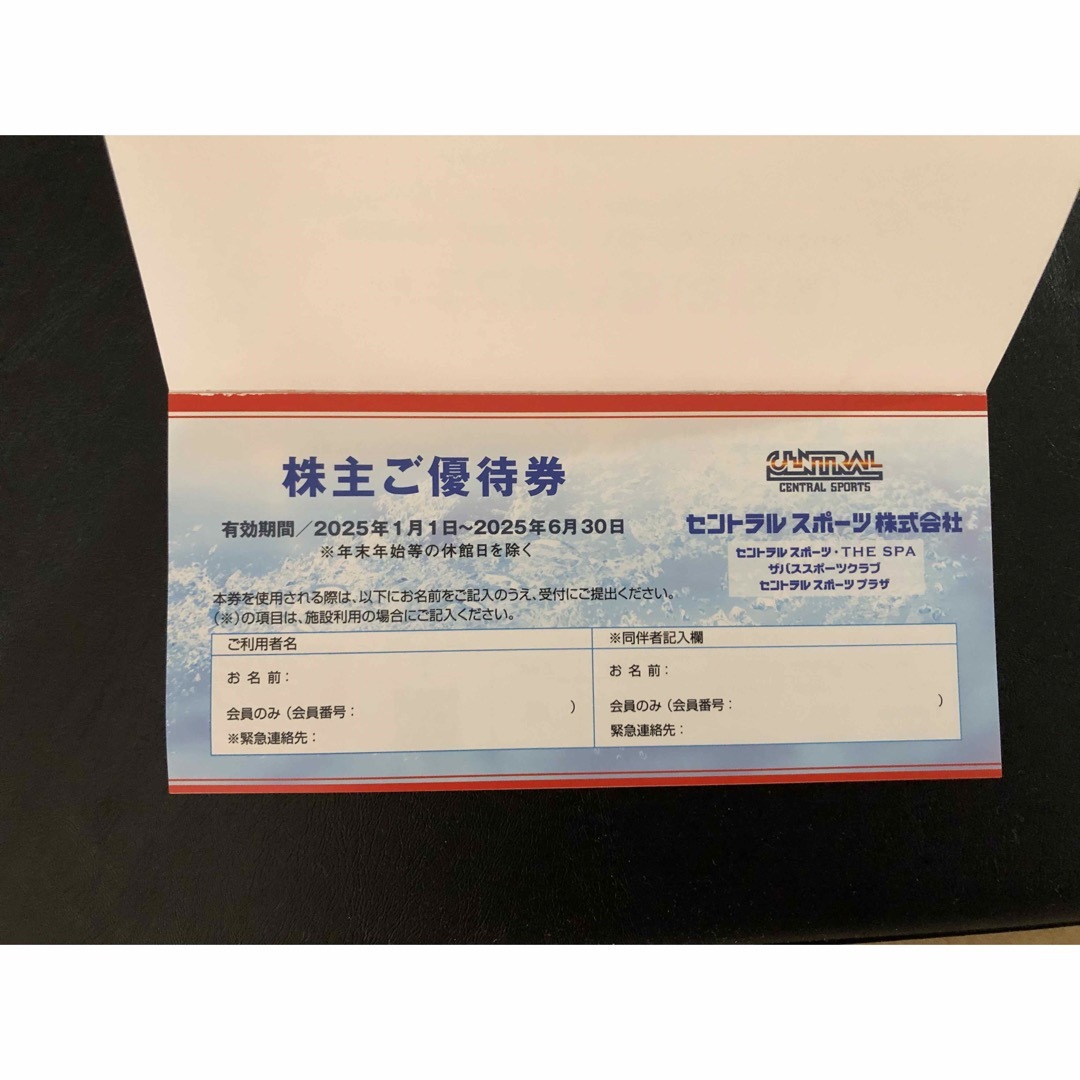 株主ご優待券
有効期間／2025年1月1日～2025年6月30日
※年末年始等の休館日を除く
CENTRAL
CENTRAL SPORTS
セントラルスポーツ株式会社
セントラルスポーツ・THE SPA
ザバススポーツクラブ
セントラルスポーツプラザ
本券を使用される際は、以下にお名前をご記入のうえ、受付にご提出ください。
（※）の項目は、施設利用の場合にご記入ください。
ご利用者名
お名前：
会員のみ（会員番号：　）
※緊急連絡先：
※同伴者記入欄
お名前：
会員のみ（会員番号：　）
緊急連絡先：